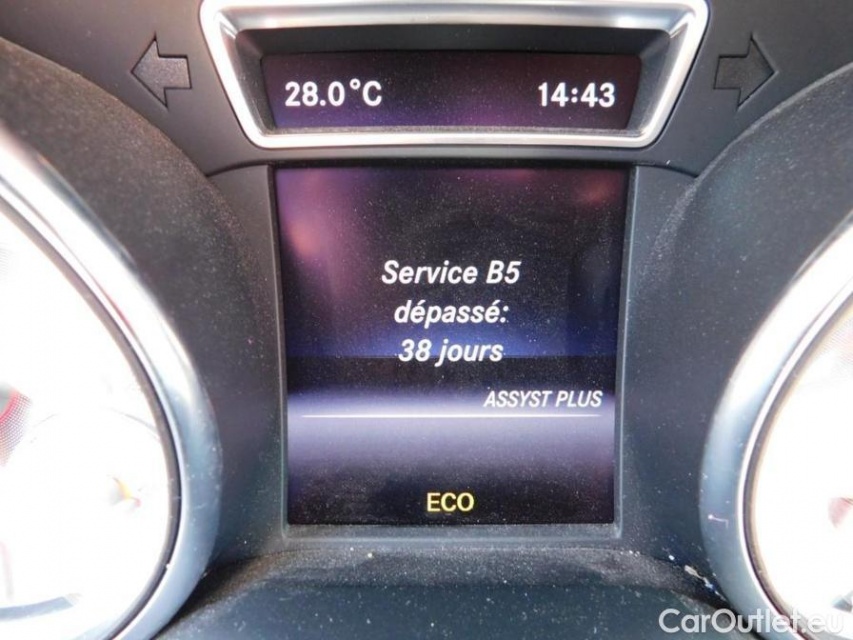 28.0°C 14:43
Service B5
dépassé:
38 jours
ASSYST PLUS
ECO
CarOutlet.eu